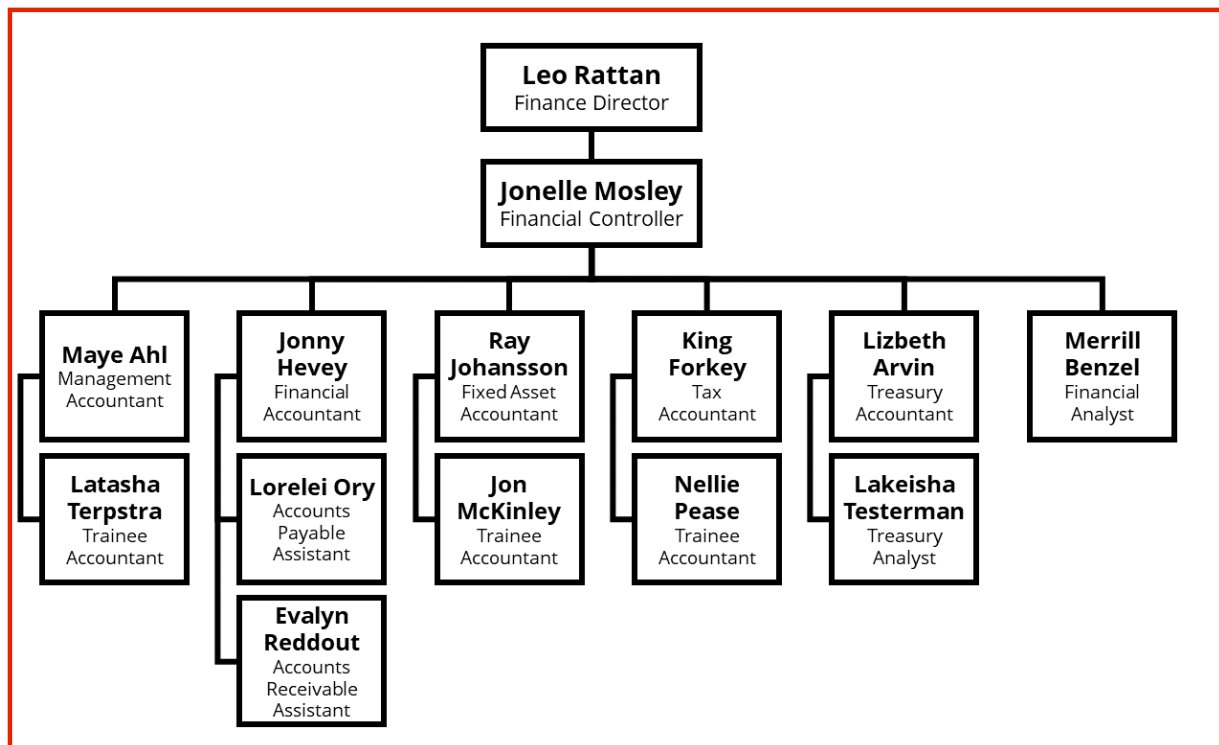 Leo Rattan
Finance Director
Jonelle Mosley
Financial Controller
Maye Ahl
Management
Accountant
Jonny
Hevey
Financial
Accountant
Ray
Johansson
Fixed Asset
Accountant
King
Forkey
Tax
Accountant
Lizbeth
Arvin
Treasury
Accountant
Merrill
Benzel
Financial
Analyst
Latasha
Terpstra
Trainee
Accountant
Lorelei Ory
Accounts
Payable
Assistant
Jon
McKinley
Trainee
Accountant
Nellie
Pease
Trainee
Accountant
Lakeisha
Testerman
Treasury
Analyst
Evalyn
Reddout
Accounts
Receivable
Assistant